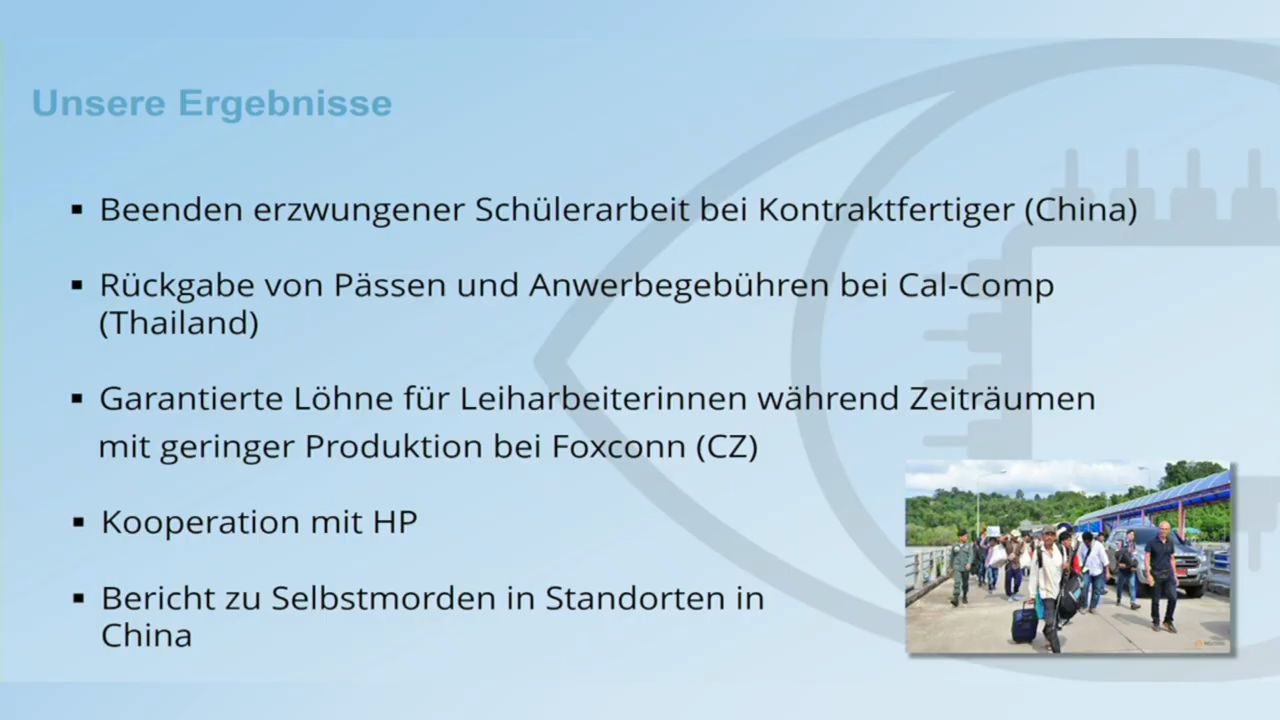 Unsere Ergebnisse
▪ Beenden erzwungener Schülerarbeit bei Kontraktfertiger (China)
▪ Rückgabe von Pässen und Anwerbegebühren bei Cal-Comp
(Thailand)
▪ Garantierte Löhne für Leiharbeiterinnen während Zeiträumen
mit geringer Produktion bei Foxconn (CZ)
▪ Kooperation mit HP
▪ Bericht zu Selbstmorden in Standorten in
China